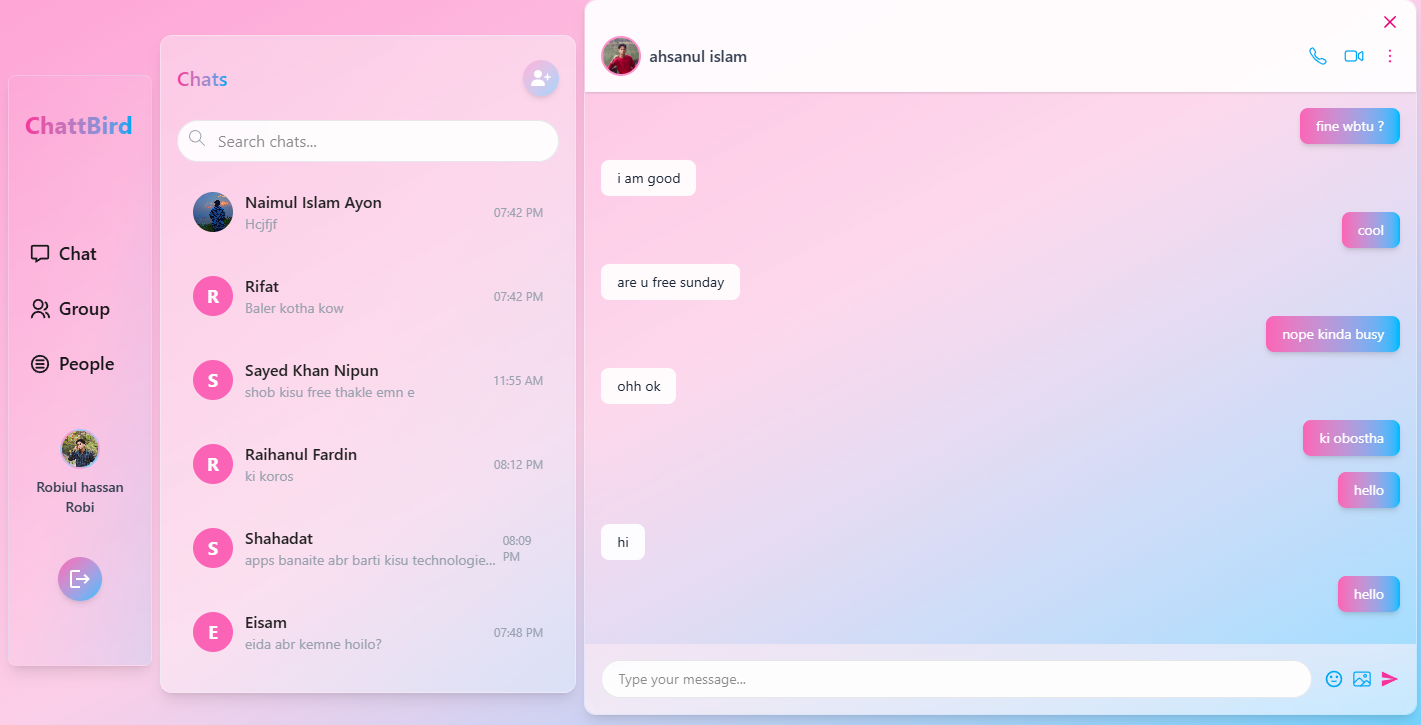 ChattBird
Chat
Group
People
Robiul hassan
Robi
Chats
Search chats...
Naimul Islam Ayon
Hcjfjf
07:42 PM
R
Rifat
Baler kotha kow
07:42 PM
S
Sayed Khan Nipun
shob kisu free thakle emn e
11:55 AM
R
Raihanul Fardin
ki koros
08:12 PM
S
Shahadat
apps banaite abr barti kisu technologie...
08:09
PM
E
Eisam
eida abr kemne hoilo?
07:48 PM
ahsanul islam
fine wbtu ?
i am good
cool
are u free sunday
nope kinda busy
ohh ok
ki obostha
hello
hi
hello
Type your message...